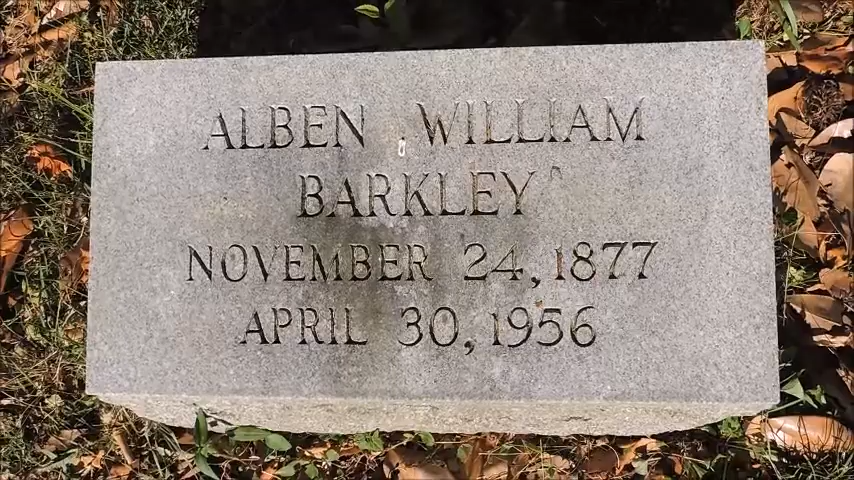 ALBEN WILLIAM
BARKLEY
NOVEMBER 24, 1877
APRIL 30, 1956